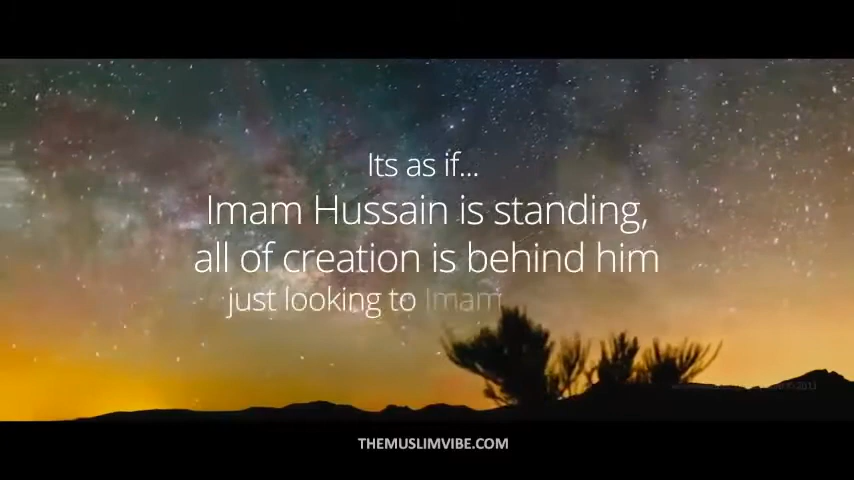 Its as if...
Imam Hussain is standing,
all of creation is behind him
just looking to Imam
THEMUSLIMVIBE.COM